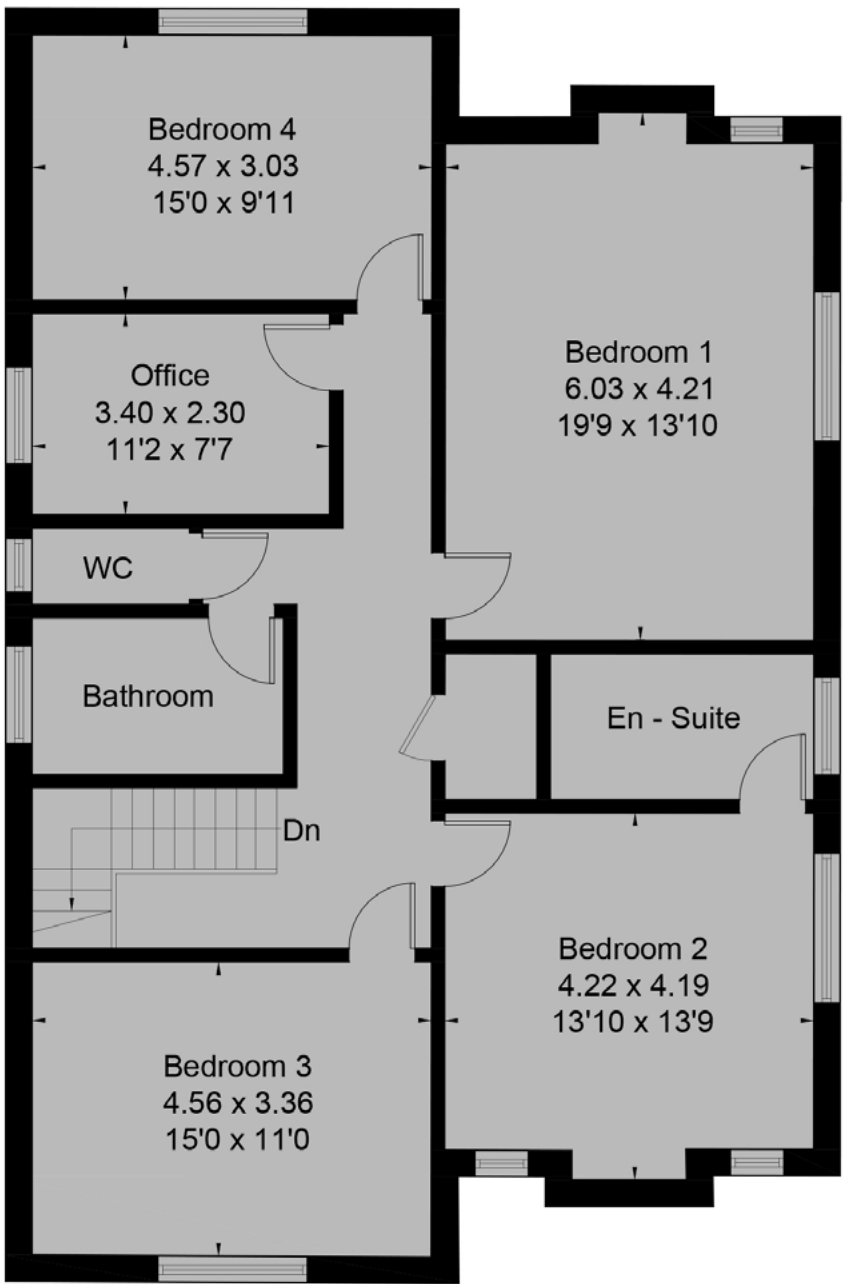 Bedroom 4
4.57 x 3.03
15'0 x 9'11
Bedroom 1
6.03 x 4.21
19'9 x 13'10
Office
3.40 x 2.30
11'2 x 7'7
WC
Bathroom
En - Suite
Dn
Bedroom 2
4.22 x 4.19
13'10 x 13'9
Bedroom 3
4.56 x 3.36
15'0 x 11'0